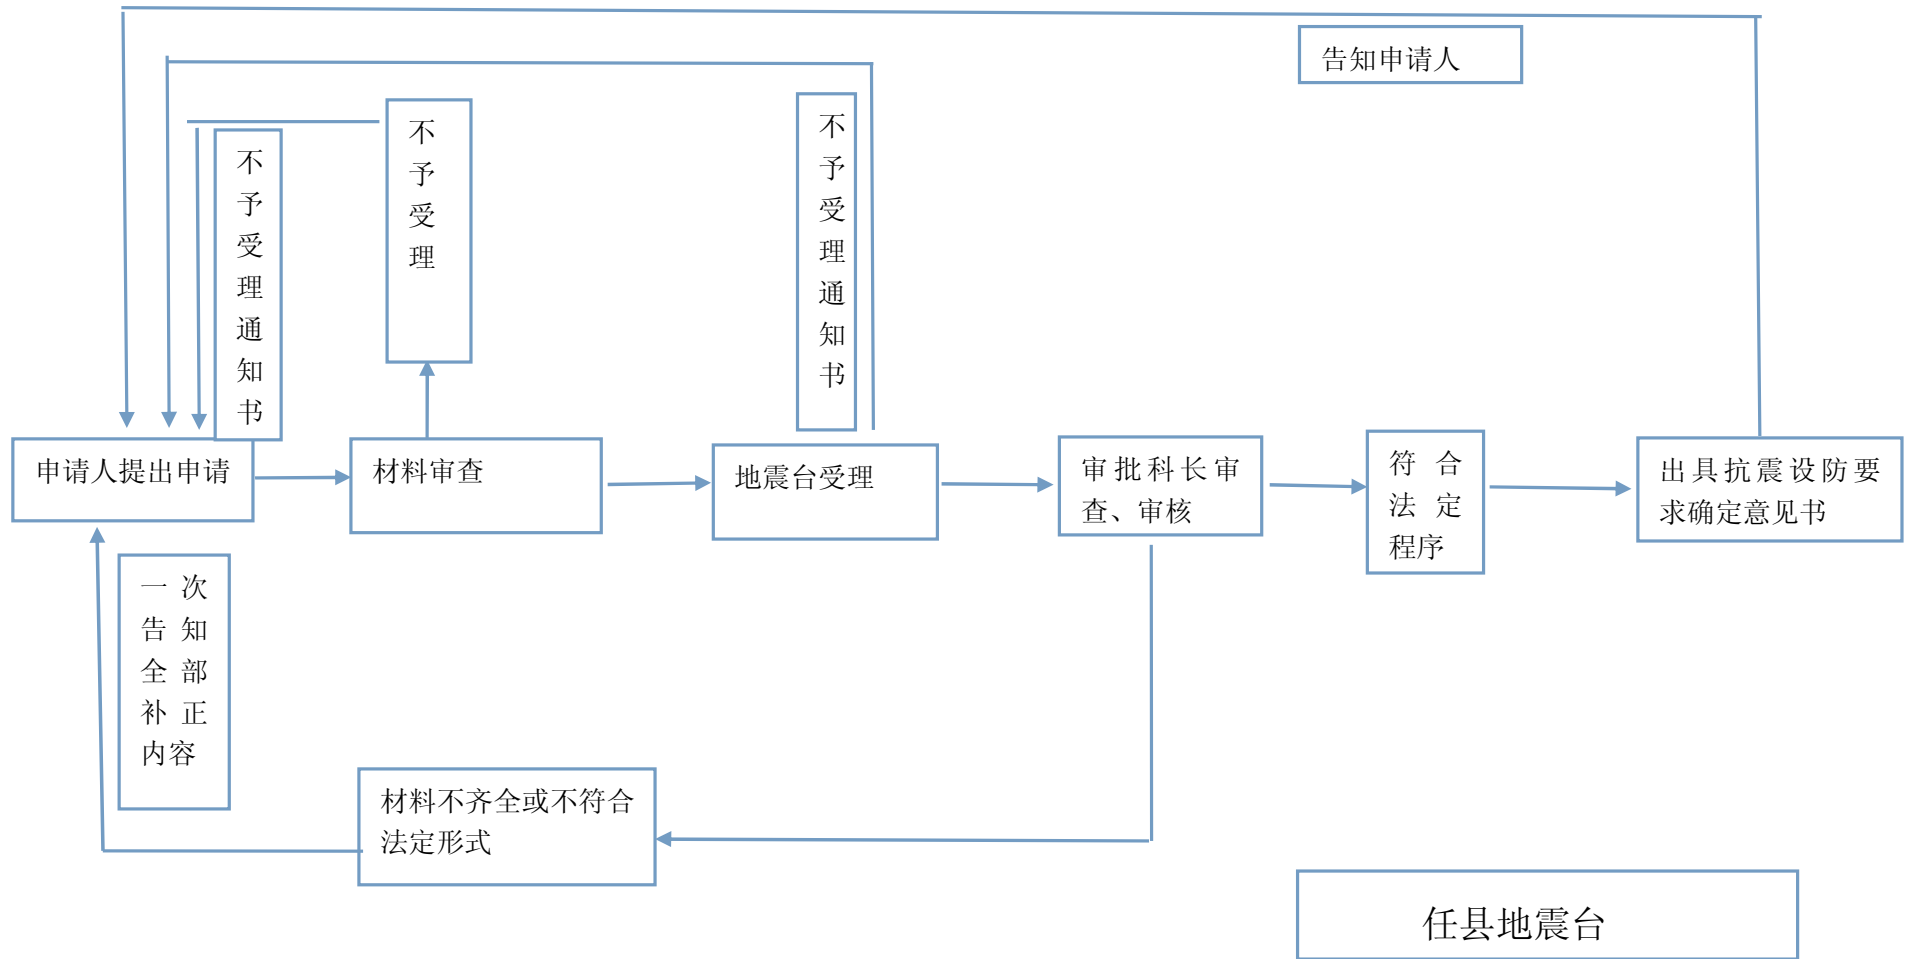 告知申请人
不
予
受
理
通
知
书
不
予
受
理
不
予
受
理
通
知
书
申请人提出申请
材料审查
地震台受理
审批科长审
查、审核
符 合
法 定
程序
出具抗震设防要
求确定意见书
一 次
告 知
全 部
补 正
内容
材料不齐全或不符合
法定形式
任县地震台